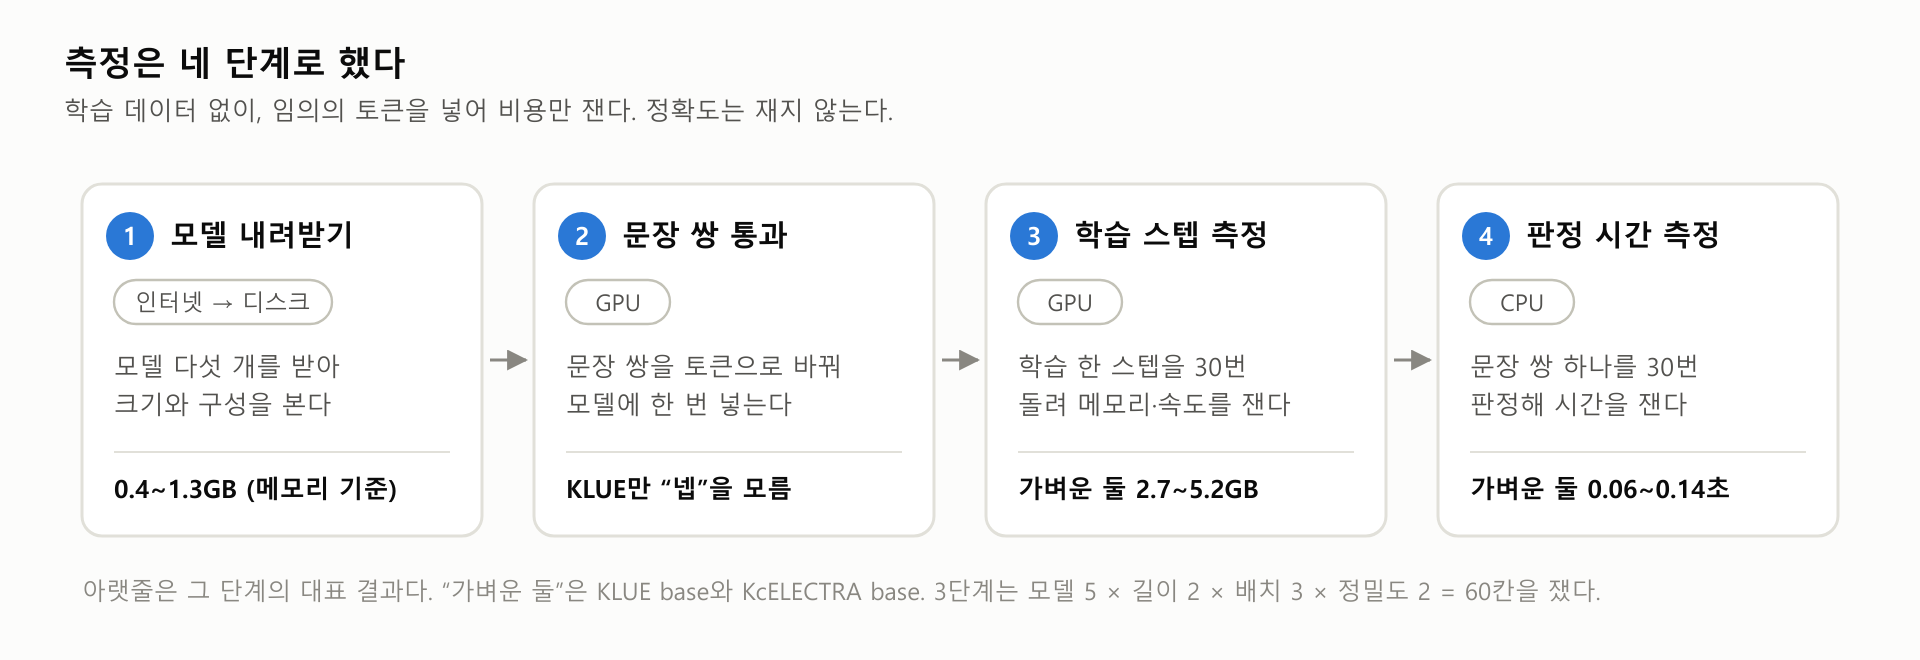 측정은 네 단계로 했다
학습 데이터 없이, 임의의 토큰을 넣어 비용만 잰다. 정확도는 재지 않는다.
1 모델 내려받기
인터넷 → 디스크
모델 다섯 개를 받아
크기와 구성을 본다
0.4~1.3GB (메모리 기준)
2 문장 쌍 통과
GPU
문장 쌍을 토큰으로 바꿔
모델에 한 번 넣는다
KLUE만 “넵”을 모름
3 학습 스텝 측정
GPU
학습 한 스텝을 30번
돌려 메모리·속도를 잰다
가벼운 둘 2.7~5.2GB
4 판정 시간 측정
CPU
문장 쌍 하나를 30번
판정해 시간을 잰다
가벼운 둘 0.06~0.14초
아랫줄은 그 단계의 대표 결과다. “가벼운 둘”은 KLUE base와 KcELECTRA base. 3단계는 모델 5 × 길이 2 × 배치 3 × 정밀도 2 = 60칸을 쟀다.